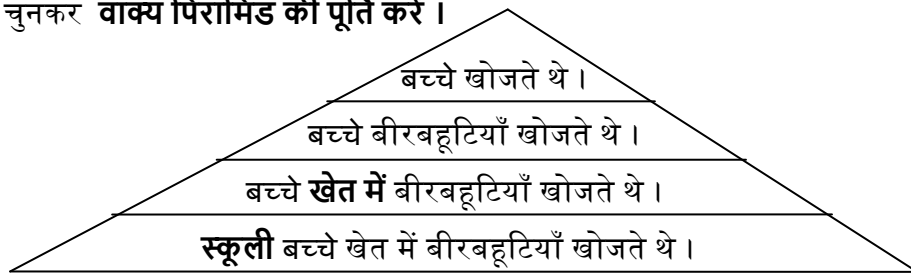 चुनकर वाक्य पिरामिड की पूर्ति करें ।
बच्चे खोजते थे ।
बच्चे बीरबहूटियाँ खोजते थे ।
बच्चे खेत में बीरबहूटियाँ खोजते थे ।
स्कूली बच्चे खेत में बीरबहूटियाँ खोजते थे ।